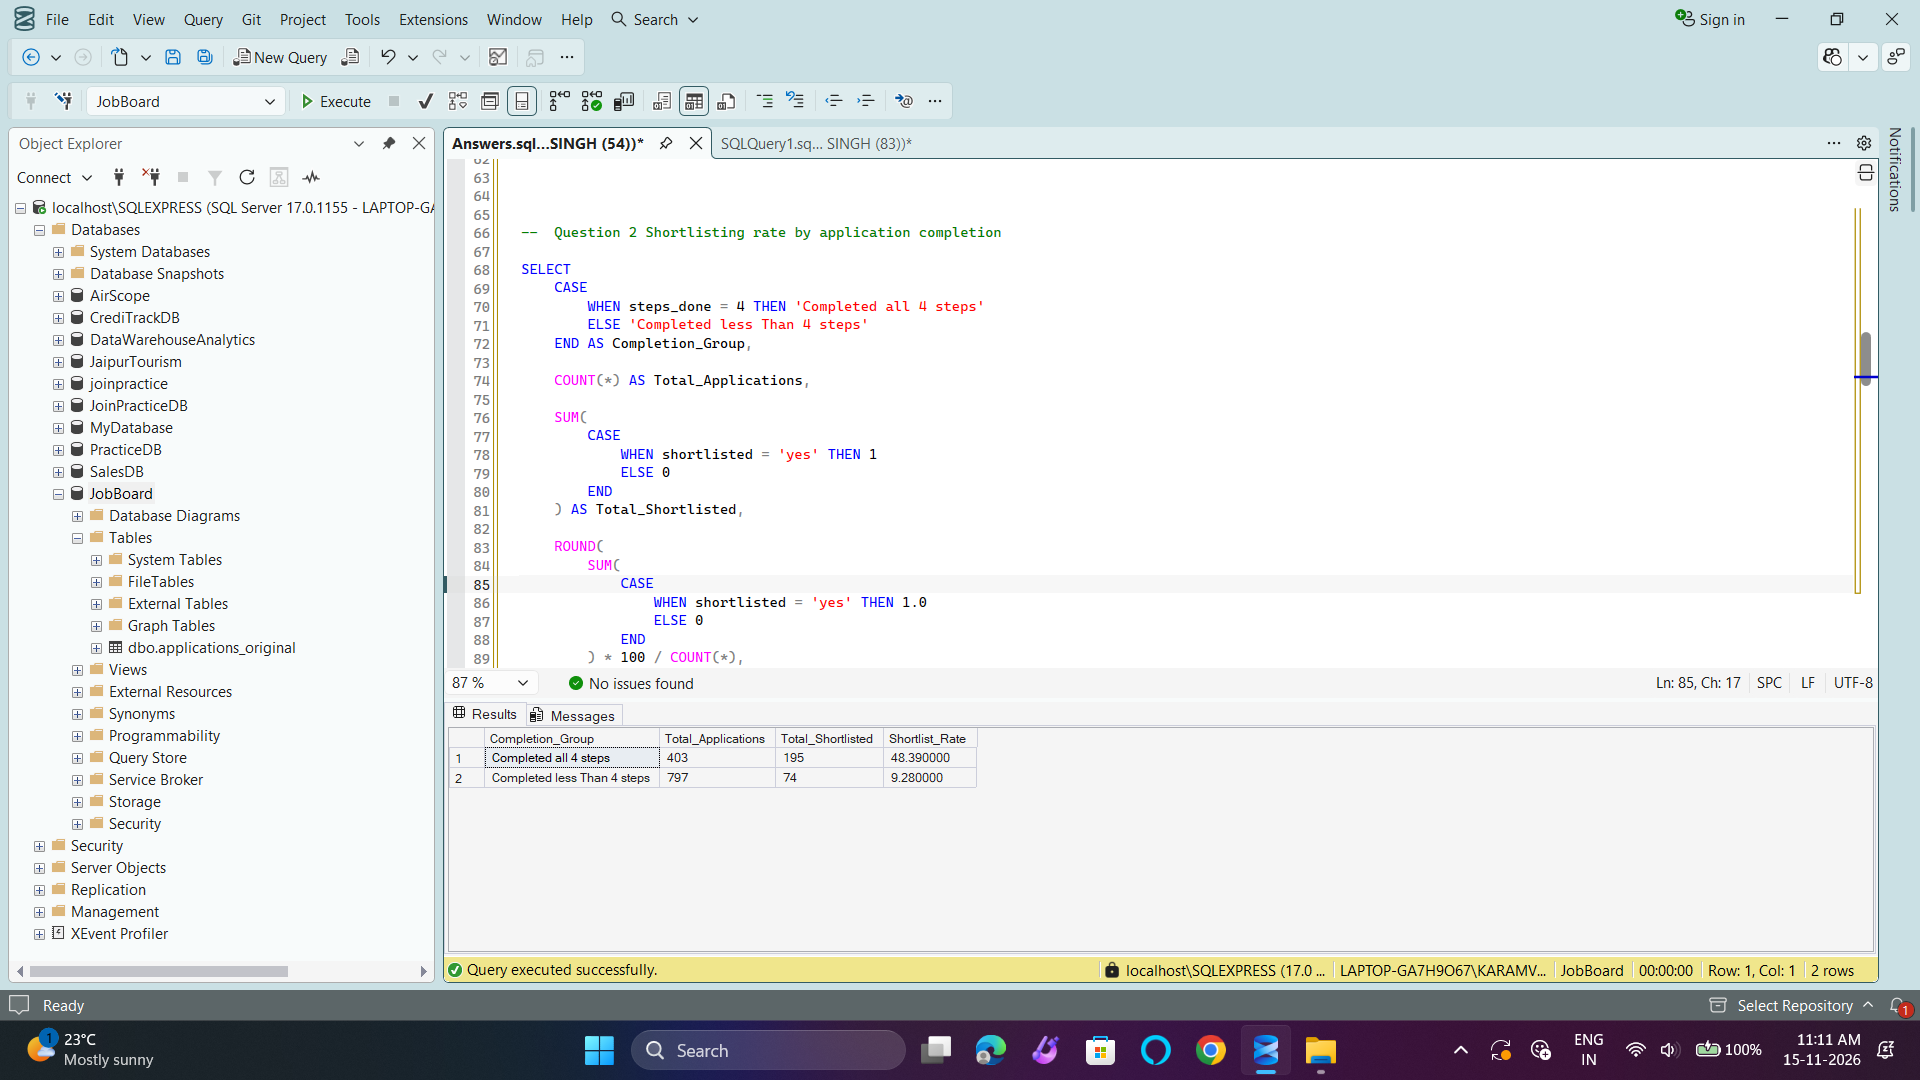 File Edit View Query Git Project Tools Extensions Window Help Search
Sign in
New Query
JobBoard
Execute
Object Explorer
Connect
localhost\SQLEXPRESS (SQL Server 17.0.1155 - LAPTOP-GA
Databases
System Databases
Database Snapshots
AirScope
CrediTrackDB
DataWarehouseAnalytics
JaipurTourism
joinpractice
JoinPracticeDB
MyDatabase
PracticeDB
SalesDB
JobBoard
Database Diagrams
Tables
System Tables
FileTables
External Tables
Graph Tables
dbo.applications_original
Views
External Resources
Synonyms
Programmability
Query Store
Service Broker
Storage
Security
Security
Server Objects
Replication
Management
XEvent Profiler
Answers.sql...SINGH (54))*
SQLQuery1.sq... SINGH (83))*
62
63
64
65
66 -- Question 2 Shortlisting rate by application completion
67
68 SELECT
69 CASE
70 WHEN steps_done = 4 THEN 'Completed all 4 steps'
71 ELSE 'Completed less Than 4 steps'
72 END AS Completion_Group,
73
74 COUNT(*) AS Total_Applications,
75
76 SUM(
77 CASE
78 WHEN shortlisted = 'yes' THEN 1
79 ELSE 0
80 END
81 ) AS Total_Shortlisted,
82
83 ROUND(
84 SUM(
85 CASE
86 WHEN shortlisted = 'yes' THEN 1.0
87 ELSE 0
88 END
89 ) * 100 / COUNT(*),
87 %
No issues found
Ln: 85, Ch: 17 SPC LF UTF-8
Results Messages
Completion_Group Total_Applications Total_Shortlisted Shortlist_Rate
1 Completed all 4 steps 403 195 48.390000
2 Completed less Than 4 steps 797 74 9.280000
Query executed successfully.
localhost\SQLEXPRESS (17.0 ... LAPTOP-GA7H9O67\KARAMV... JobBoard 00:00:00 Row: 1, Col: 1 2 rows
Notifications
Ready
Select Repository
1
1
23°C
Mostly sunny
Search
ENG
IN
100%
11:11 AM
15-11-2026